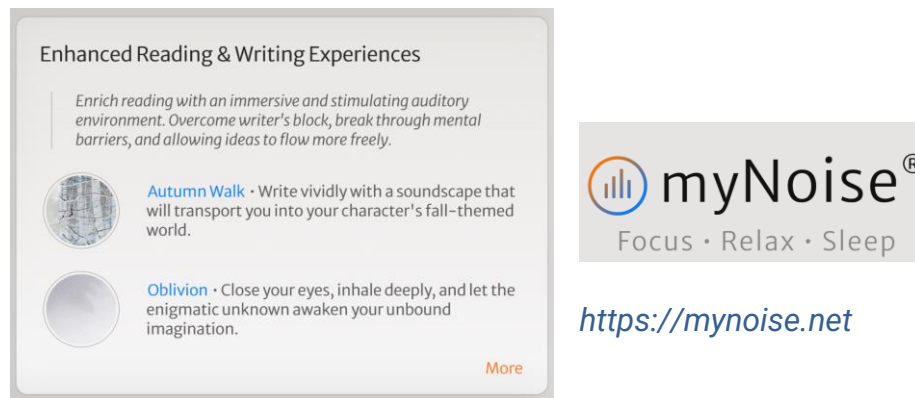 Enhanced Reading & Writing Experiences
Enrich reading with an immersive and stimulating auditory
environment. Overcome writer's block, break through mental
barriers, and allowing ideas to flow more freely.
Autumn Walk · Write vividly with a soundscape that
will transport you into your character's fall-themed
world.
Oblivion · Close your eyes, inhale deeply, and let the
enigmatic unknown awaken your unbound
imagination.
More
myNoise®
Focus · Relax · Sleep
https://mynoise.net